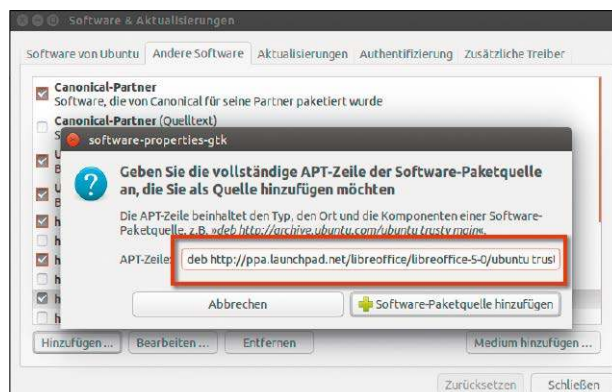 Software & Aktualisierungen
Software von Ubuntu Andere Software Aktualisierungen Authentifizierung Zusätzliche Treiber
Canonical-Partner
Software, die von Canonical für seine Partner paketiert wurde
Canonical-Partner (Quelltext)
software-properties-gtk
Geben Sie die vollständige APT-Zeile der Software-Paketquelle
an, die Sie als Quelle hinzufügen möchten
Die APT-Zeile beinhaltet den Typ, den Ort und die Komponenten einer Software-
Paketquelle, z.B. »deb http://archive.ubuntu.com/ubuntu trusty main«.
APT-Zeile: deb http://ppa.launchpad.net/libreoffice/libreoffice-5-0/ubuntu trust
Abbrechen Software-Paketquelle hinzufügen
Hinzufügen ... Bearbeiten ... Entfernen Medium hinzufügen ...
Zurücksetzen Schließen